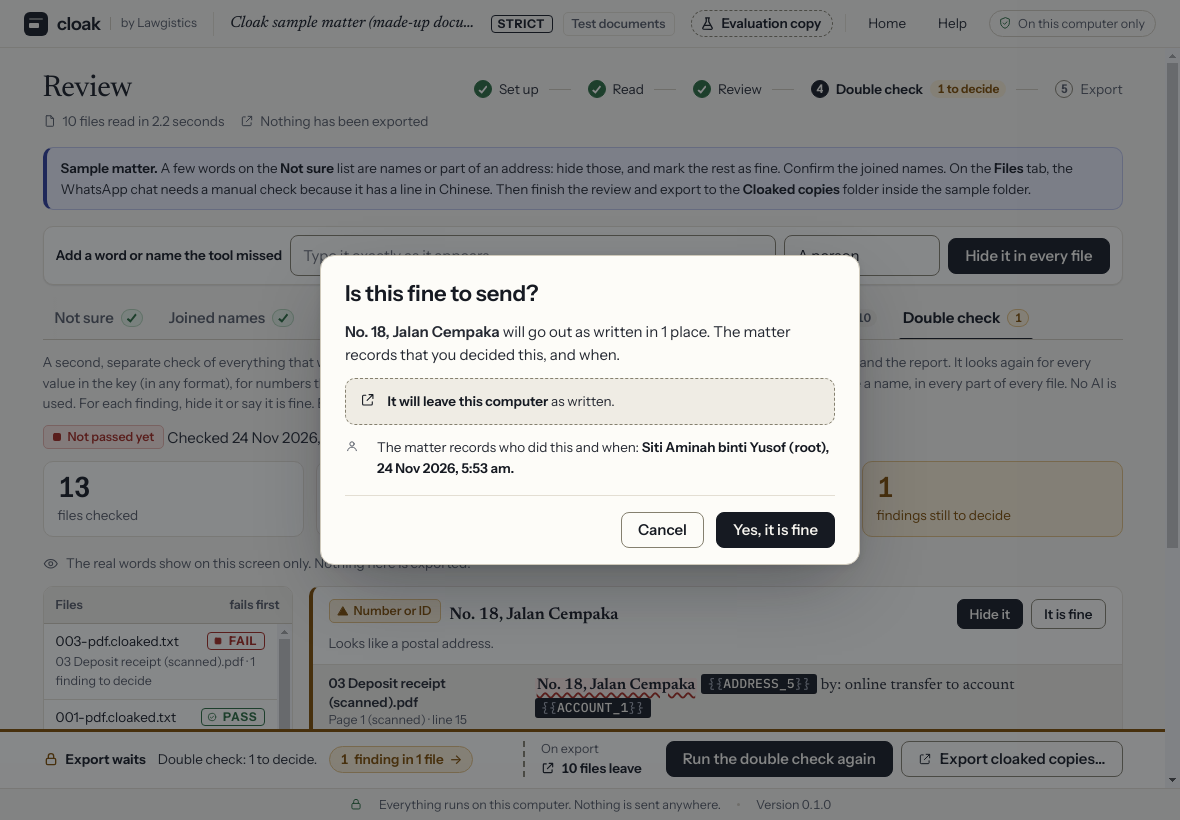 cloak by Lawgistics Cloak sample matter (made-up docu... STRICT Test documents Evaluation copy Home Help On this computer only
Review
Set up Read Review 4 Double check 1 to decide 5 Export
10 files read in 2.2 seconds Nothing has been exported
Sample matter. A few words on the Not sure list are names or part of an address: hide those, and mark the rest as fine. Confirm the joined names. On the Files tab, the
WhatsApp chat needs a manual check because it has a line in Chinese. Then finish the review and export to the Cloaked copies folder inside the sample folder.
Add a word or name the tool missed Type it exactly as it appears A person Hide it in every file
Not sure Joined names 10 Double check 1
A second, separate check of everything that and the report. It looks again for every
value in the key (in any format), for numbers a name, in every part of every file. No AI is
used. For each finding, hide it or say it is fine.
Not passed yet Checked 24 Nov 2026,
13
files checked
1
findings still to decide
The real words show on this screen only. Nothing here is exported.
Is this fine to send?
No. 18, Jalan Cempaka will go out as written in 1 place. The matter
records that you decided this, and when.
It will leave this computer as written.
The matter records who did this and when: Siti Aminah binti Yusof (root),
24 Nov 2026, 5:53 am.
Cancel Yes, it is fine
Files fails first
003-pdf.cloaked.txt FAIL
03 Deposit receipt (scanned).pdf · 1
finding to decide
001-pdf.cloaked.txt PASS
Number or ID No. 18, Jalan Cempaka Hide it It is fine
Looks like a postal address.
03 Deposit receipt
(scanned).pdf
Page 1 (scanned) · line 15
No. 18, Jalan Cempaka {{ADDRESS_5}} by: online transfer to account
{{ACCOUNT_1}}
Export waits Double check: 1 to decide. 1 finding in 1 file → On export
10 files leave Run the double check again Export cloaked copies...
Everything runs on this computer. Nothing is sent anywhere. · Version 0.1.0